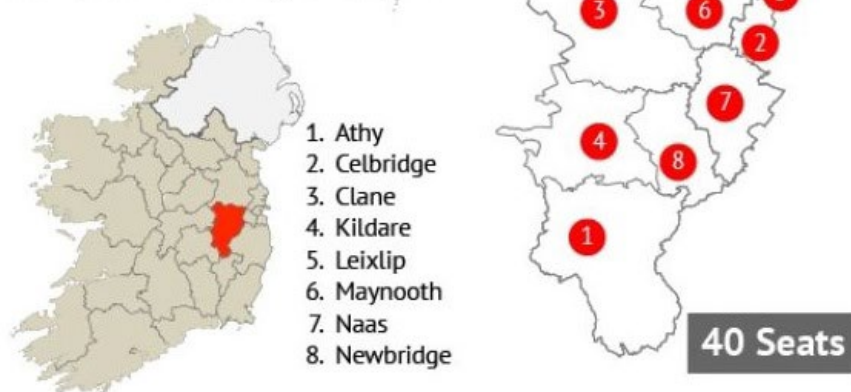 1. Athy
2. Celbridge
3. Clane
4. Kildare
5. Leixlip
6. Maynooth
7. Naas
8. Newbridge
3
6
2
7
4
8
1
40 Seats